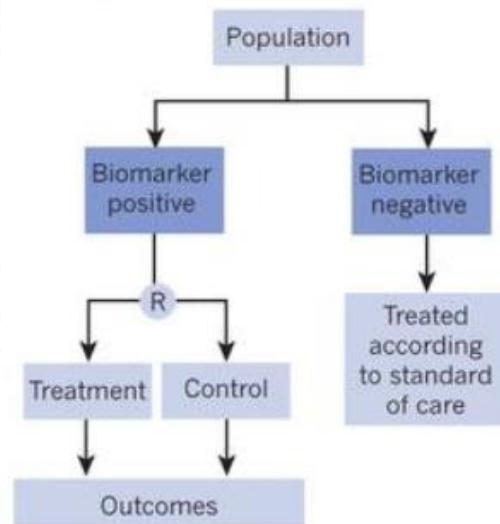 Population
Biomarker
positive
Biomarker
negative
R
Treatment
Control
Treated
according
to standard
of care
Outcomes